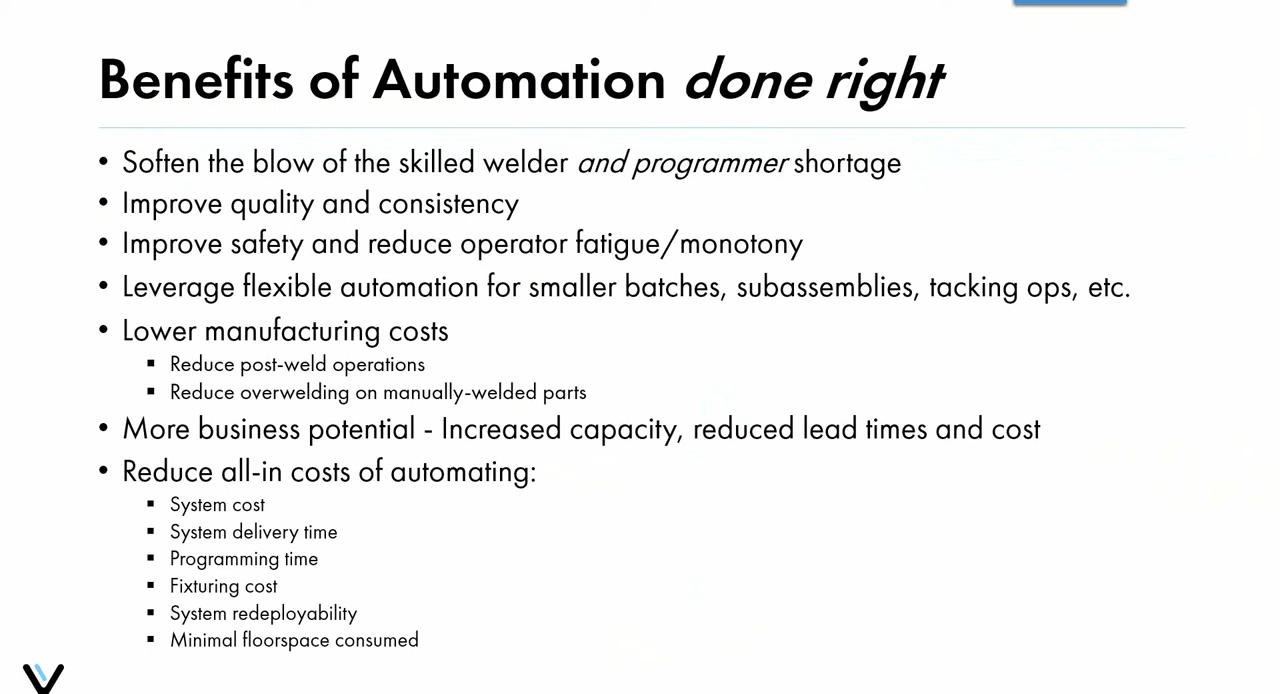 Benefits of Automation done right
• Soften the blow of the skilled welder and programmer shortage
• Improve quality and consistency
• Improve safety and reduce operator fatigue/monotony
• Leverage flexible automation for smaller batches, subassemblies, tacking ops, etc.
• Lower manufacturing costs
▪ Reduce post-weld operations
▪ Reduce overwelding on manually-welded parts
• More business potential - Increased capacity, reduced lead times and cost
• Reduce all-in costs of automating:
▪ System cost
▪ System delivery time
▪ Programming time
▪ Fixturing cost
▪ System redeployability
▪ Minimal floorspace consumed